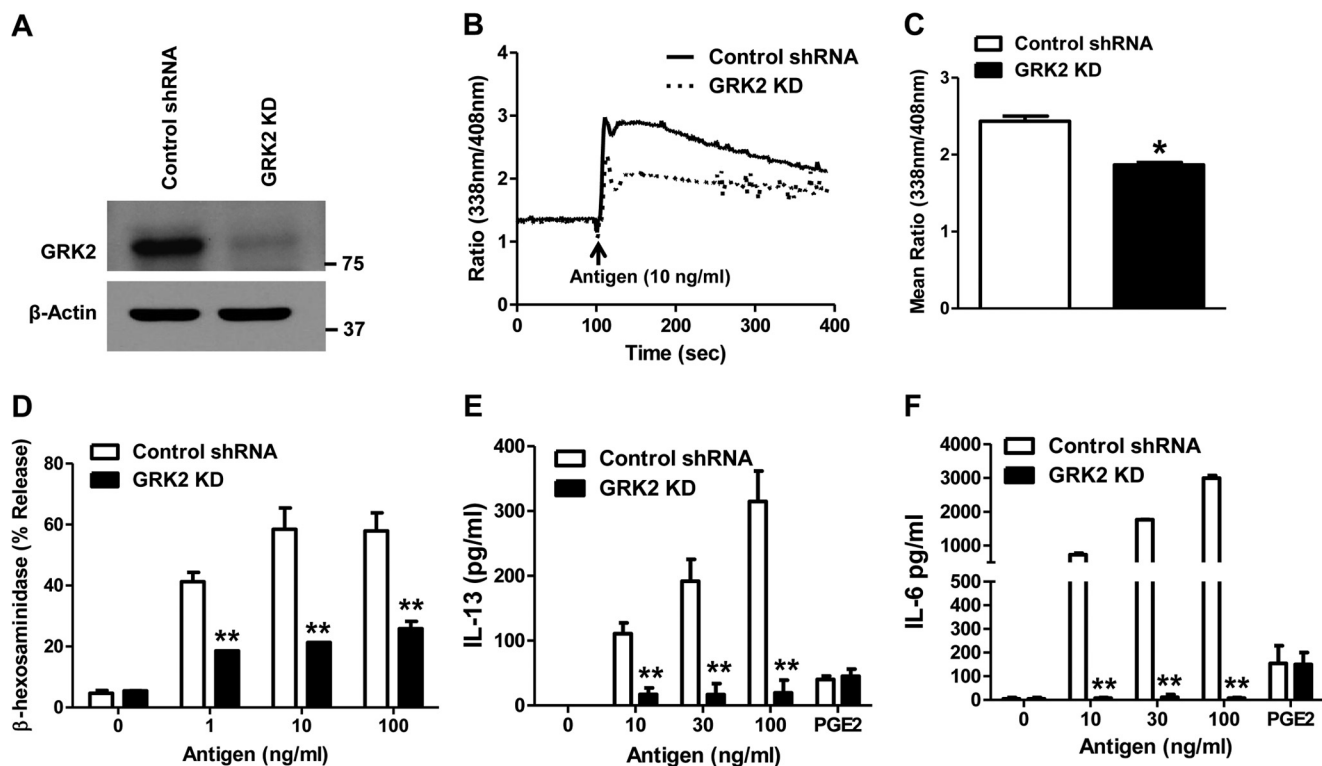 A
Control shRNA
GRK2 KD
GRK2
75
β-Actin
37
B
Control shRNA
GRK2 KD
Ratio (338nm/408nm)
4
3
2
1
0
Antigen (10 ng/ml)
0 100 200 300 400
Time (sec)
C
Control shRNA
GRK2 KD
Mean Ratio (338nm/408nm)
3
2
1
0
*
D
Control shRNA
GRK2 KD
β-hexosaminidase (% Release)
80
60
40
20
0
** ** **
0 1 10 100
Antigen (ng/ml)
E
Control shRNA
GRK2 KD
IL-13 (pg/ml)
400
300
200
100
0
** ** **
0 10 30 100 PGE2
Antigen (ng/ml)
F
Control shRNA
GRK2 KD
IL-6 pg/ml
4000
3000
2000
1000
500
400
300
200
100
0
** ** **
0 10 30 100 PGE2
Antigen (ng/ml)